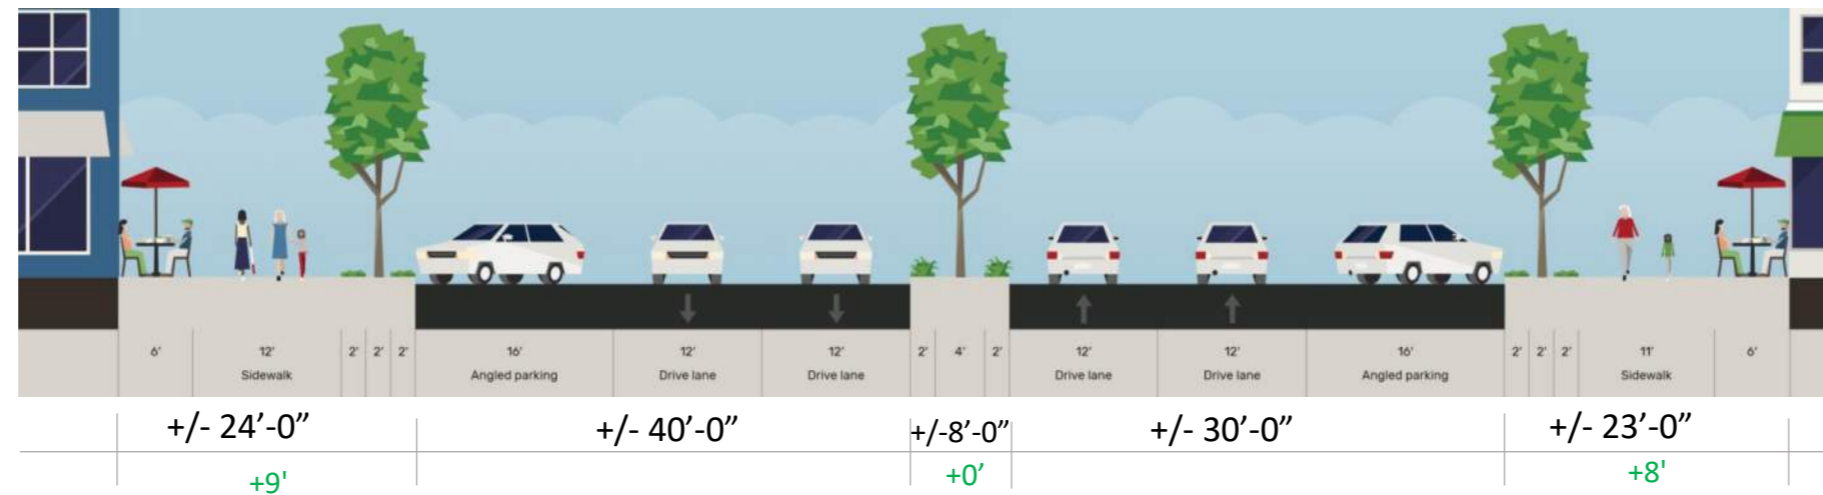 6' 12' 2' 2' 2' 16' 12' 12' 2' 4' 2' 12' 12' 16' 2' 2' 2' 11' 6'
Sidewalk Angled parking Drive lane Drive lane Drive lane Drive lane Angled parking Sidewalk
+/- 24’-0” +/- 40’-0” +/-8’-0” +/- 30’-0” +/- 23’-0”
+9' +0’ +8'